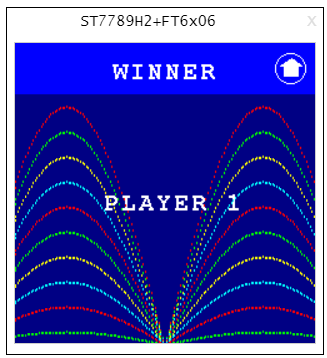 ST7789H2+FT6x06
x
WINNER
PLAYER 1